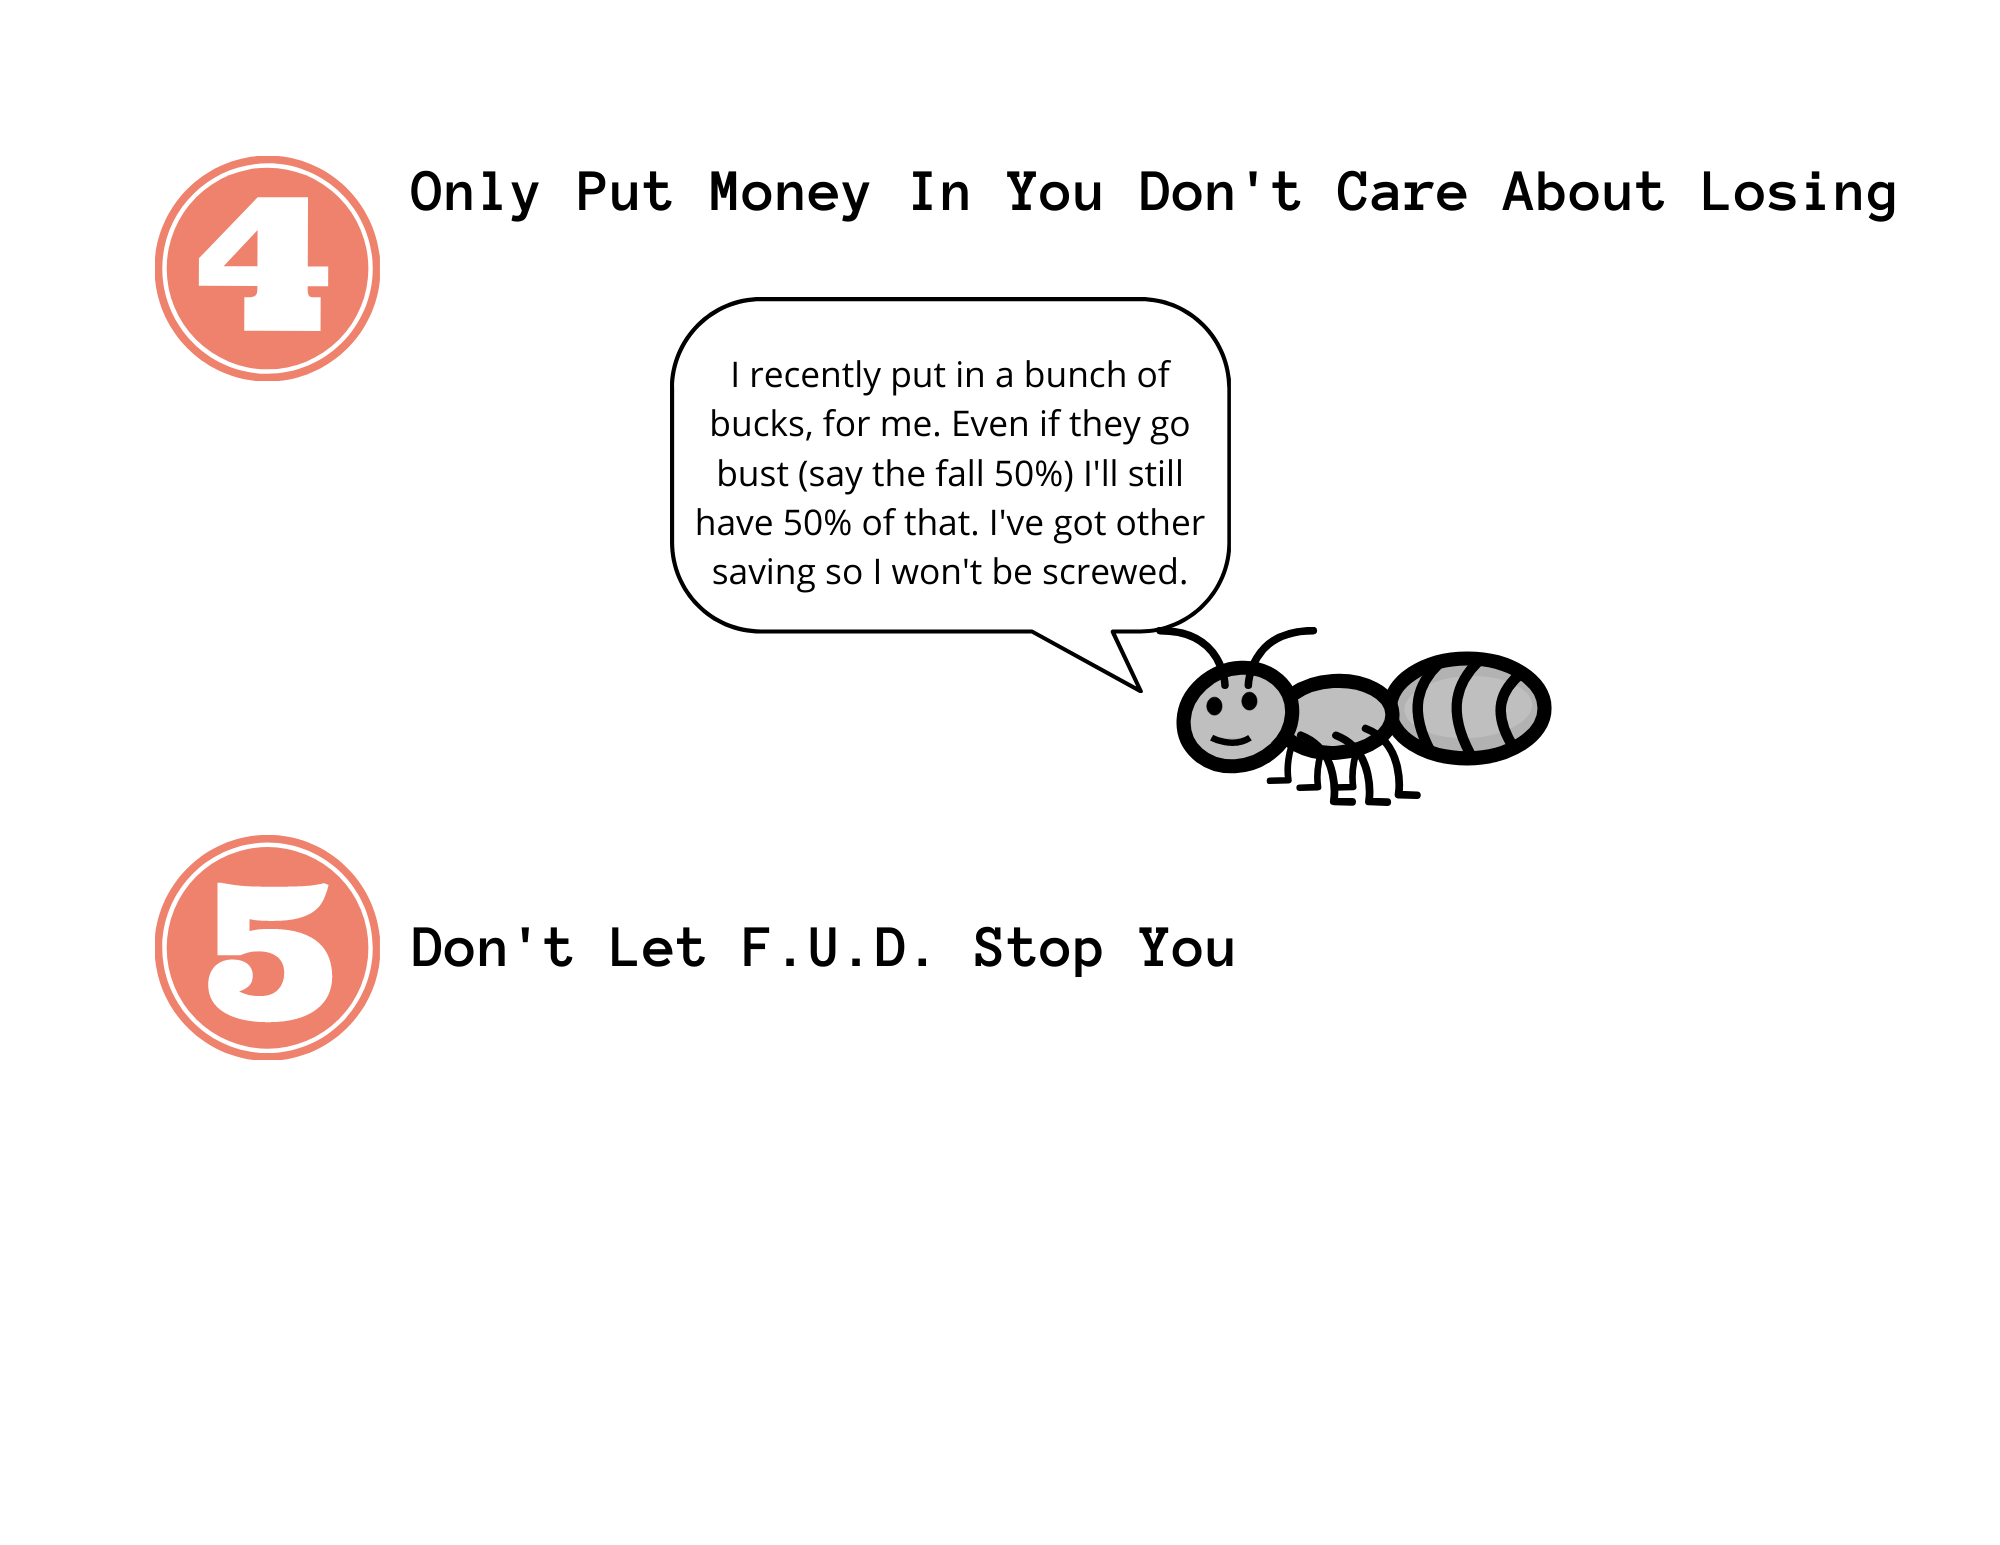 4
Only Put Money In You Don't Care About Losing
I recently put in a bunch of
bucks, for me. Even if they go
bust (say the fall 50%) I'll still
have 50% of that. I've got other
saving so I won't be screwed.
5
Don't Let F.U.D. Stop You